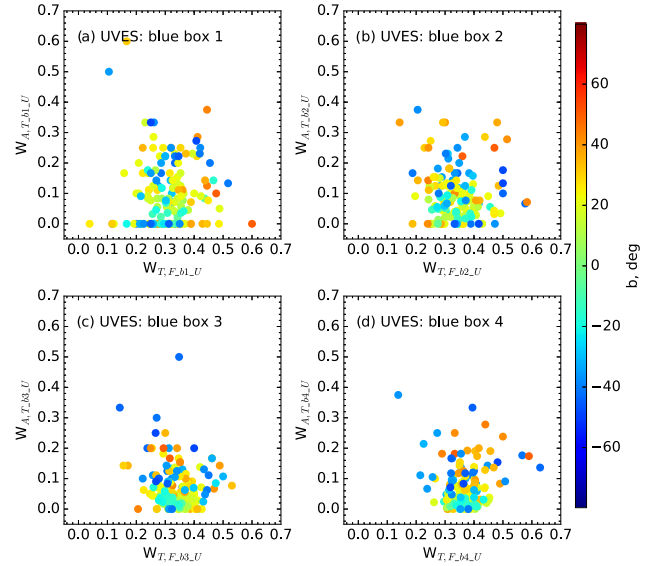 (a) UVES: blue box 1
0.7
0.6
0.5
0.4
0.3
0.2
0.1
0.0
W_{A,T_b1_U}
0.0 0.1 0.2 0.3 0.4 0.5 0.6 0.7
W_{T,F_b1_U}
(b) UVES: blue box 2
0.7
0.6
0.5
0.4
0.3
0.2
0.1
0.0
W_{A,T_b2_U}
0.0 0.1 0.2 0.3 0.4 0.5 0.6 0.7
W_{T,F_b2_U}
(c) UVES: blue box 3
0.7
0.6
0.5
0.4
0.3
0.2
0.1
0.0
W_{A,T_b3_U}
0.0 0.1 0.2 0.3 0.4 0.5 0.6 0.7
W_{T,F_b3_U}
(d) UVES: blue box 4
0.7
0.6
0.5
0.4
0.3
0.2
0.1
0.0
W_{A,T_b4_U}
0.0 0.1 0.2 0.3 0.4 0.5 0.6 0.7
W_{T,F_b4_U}
60
40
20
0
−20
−40
−60
b, deg